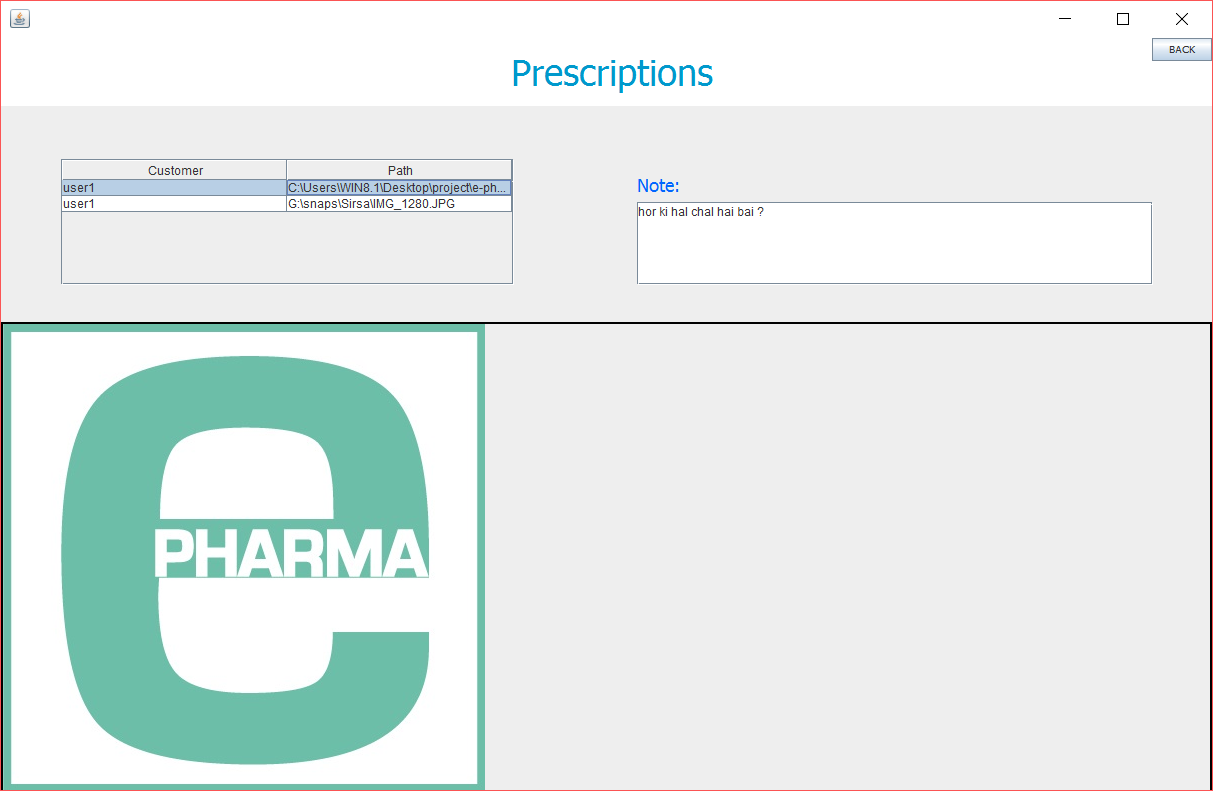 BACK
Prescriptions
Customer Path
user1 C:\Users\WIN8.1\Desktop\project\e-ph...
user1 G:\snaps\Sirsa\IMG_1280.JPG
Note:
hor ki hal chal hai bai ?
e
PHARMA